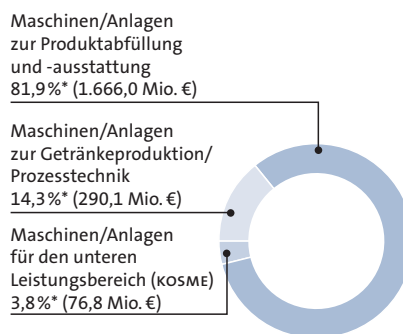 Maschinen/Anlagen
zur Produktabfüllung
und -ausstattung
81,9%* (1.666,0 Mio. €)
Maschinen/Anlagen
zur Getränkeproduktion/
Prozesstechnik
14,3%* (290,1 Mio. €)
Maschinen/Anlagen
für den unteren
Leistungsbereich (KOSME)
3,8%* (76,8 Mio. €)